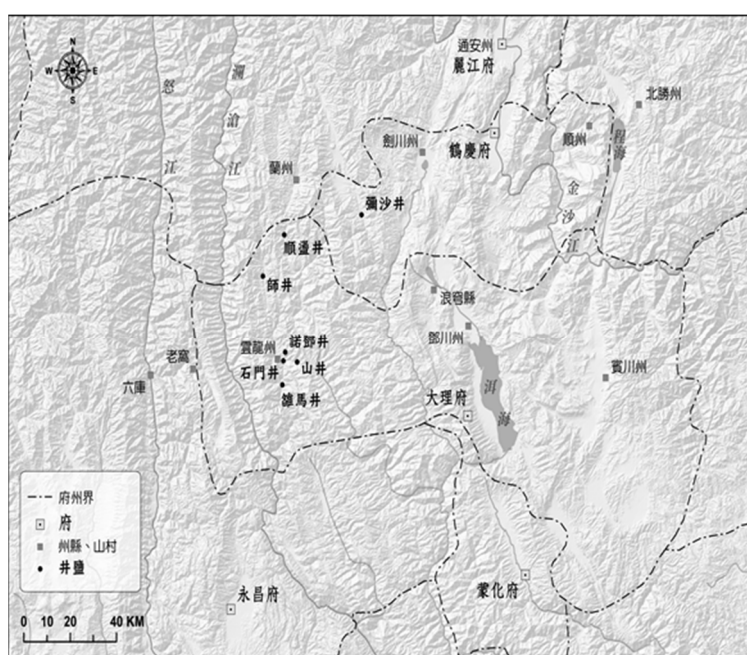 N
W
E
S
怒江
瀾滄江
通安州
麗江府
北勝州
程海
順州
劍川州
鶴慶府
蘭州
金沙江
彌沙井
順盪井
師井
浪穹縣
鄧川州
諾鄧井
雲龍州
老窩
山井
石門井
六庫
賓川州
雒馬井
大理府
洱海
府州界
府
州縣、山村
井鹽
永昌府
蒙化府
0 10 20 40 KM